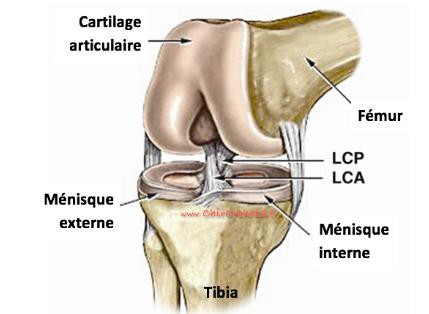 Cartilage
articulaire
Fémur
LCP
LCA
Ménisque
externe
Ménisque
interne
Tibia